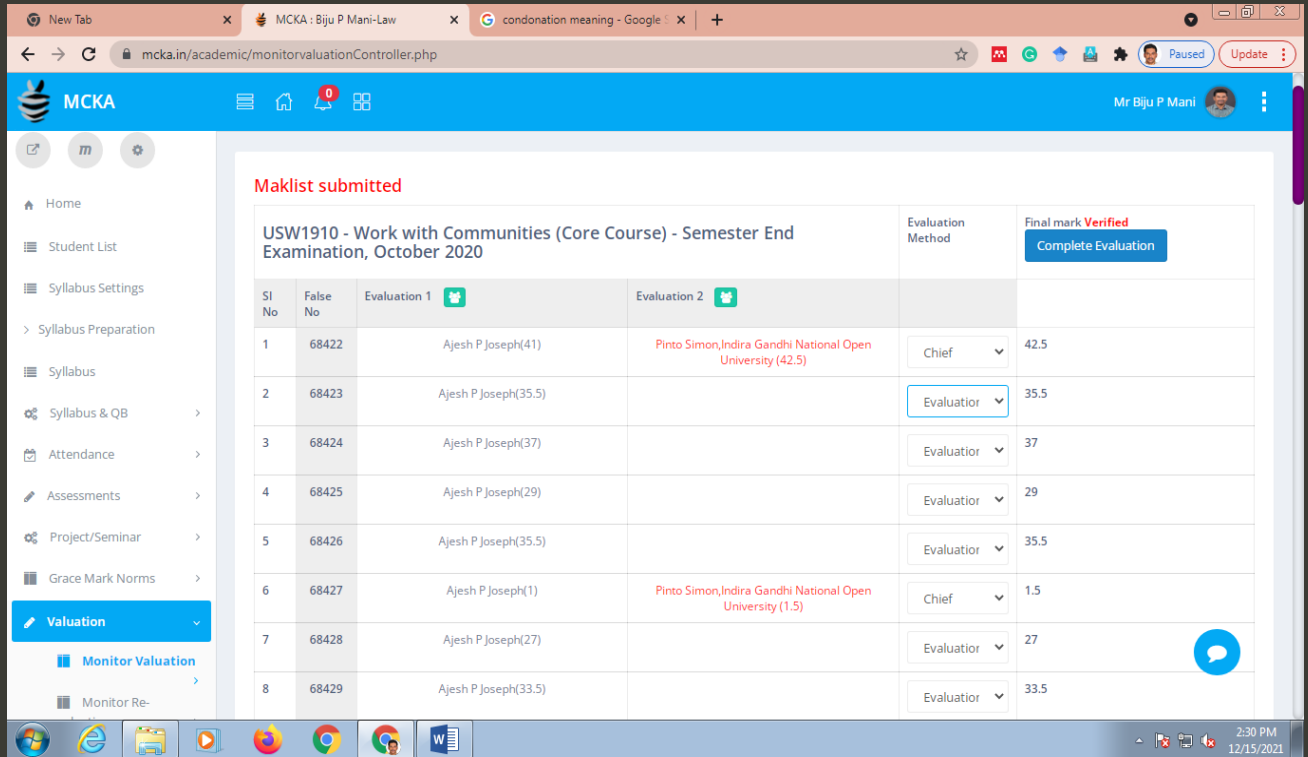 New Tab
MCKA : Biju P Mani-Law
condonation meaning - Google S
mcka.in/academic/monitorvaluationController.php
Paused
Update
MCKA
0
Mr Biju P Mani
m
Home
Student List
Syllabus Settings
Syllabus Preparation
Syllabus
Syllabus & QB
Attendance
Assessments
Project/Seminar
Grace Mark Norms
Valuation
Monitor Valuation
Monitor Re-
Maklist submitted
USW1910 - Work with Communities (Core Course) - Semester End
Examination, October 2020
Evaluation
Method
Final mark Verified
Complete Evaluation
Sl
No
False
No
Evaluation 1
Evaluation 2
1 68422 Ajesh P Joseph(41) Pinto Simon,Indira Gandhi National Open
University (42.5)
Chief 42.5
2 68423 Ajesh P Joseph(35.5) Evaluation 35.5
3 68424 Ajesh P Joseph(37) Evaluation 37
4 68425 Ajesh P Joseph(29) Evaluation 29
5 68426 Ajesh P Joseph(35.5) Evaluation 35.5
6 68427 Ajesh P Joseph(1) Pinto Simon,Indira Gandhi National Open
University (1.5)
Chief 1.5
7 68428 Ajesh P Joseph(27) Evaluation 27
8 68429 Ajesh P Joseph(33.5) Evaluation 33.5
2:30 PM
12/15/2021